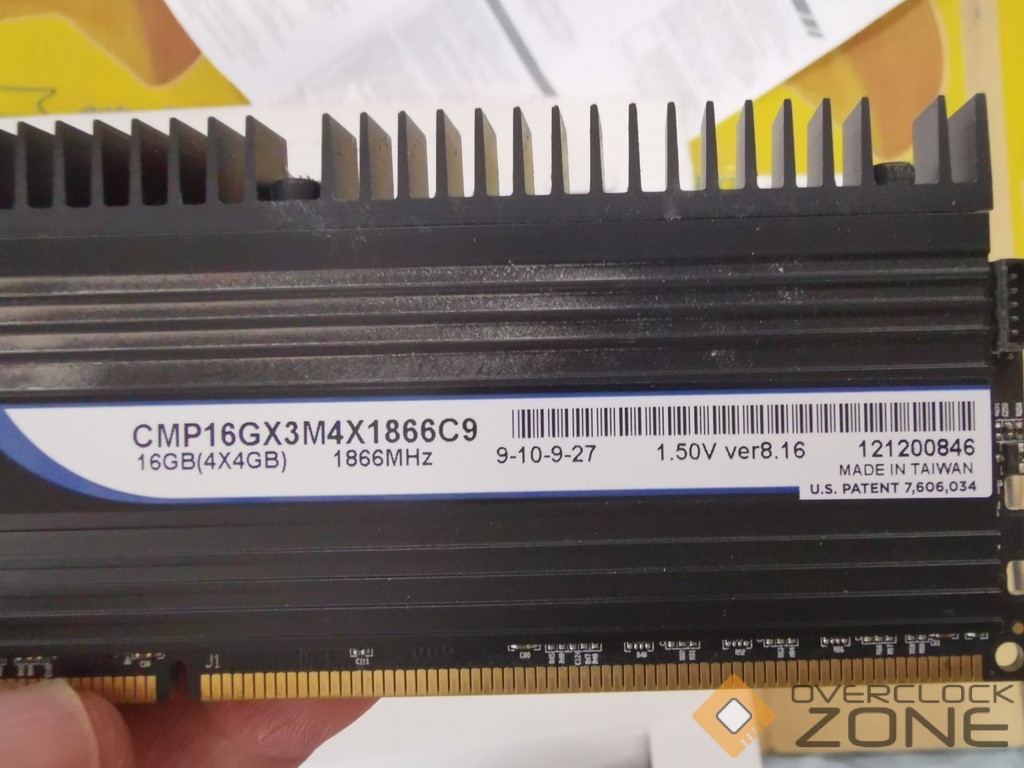 CMP16GX3M4X1866C9
16GB(4X4GB) 1866MHz 9-10-9-27 1.50V ver8.16 121200846
MADE IN TAIWAN
U.S. PATENT 7,606,034
J1
C111
OVERCLOCK
ZONE